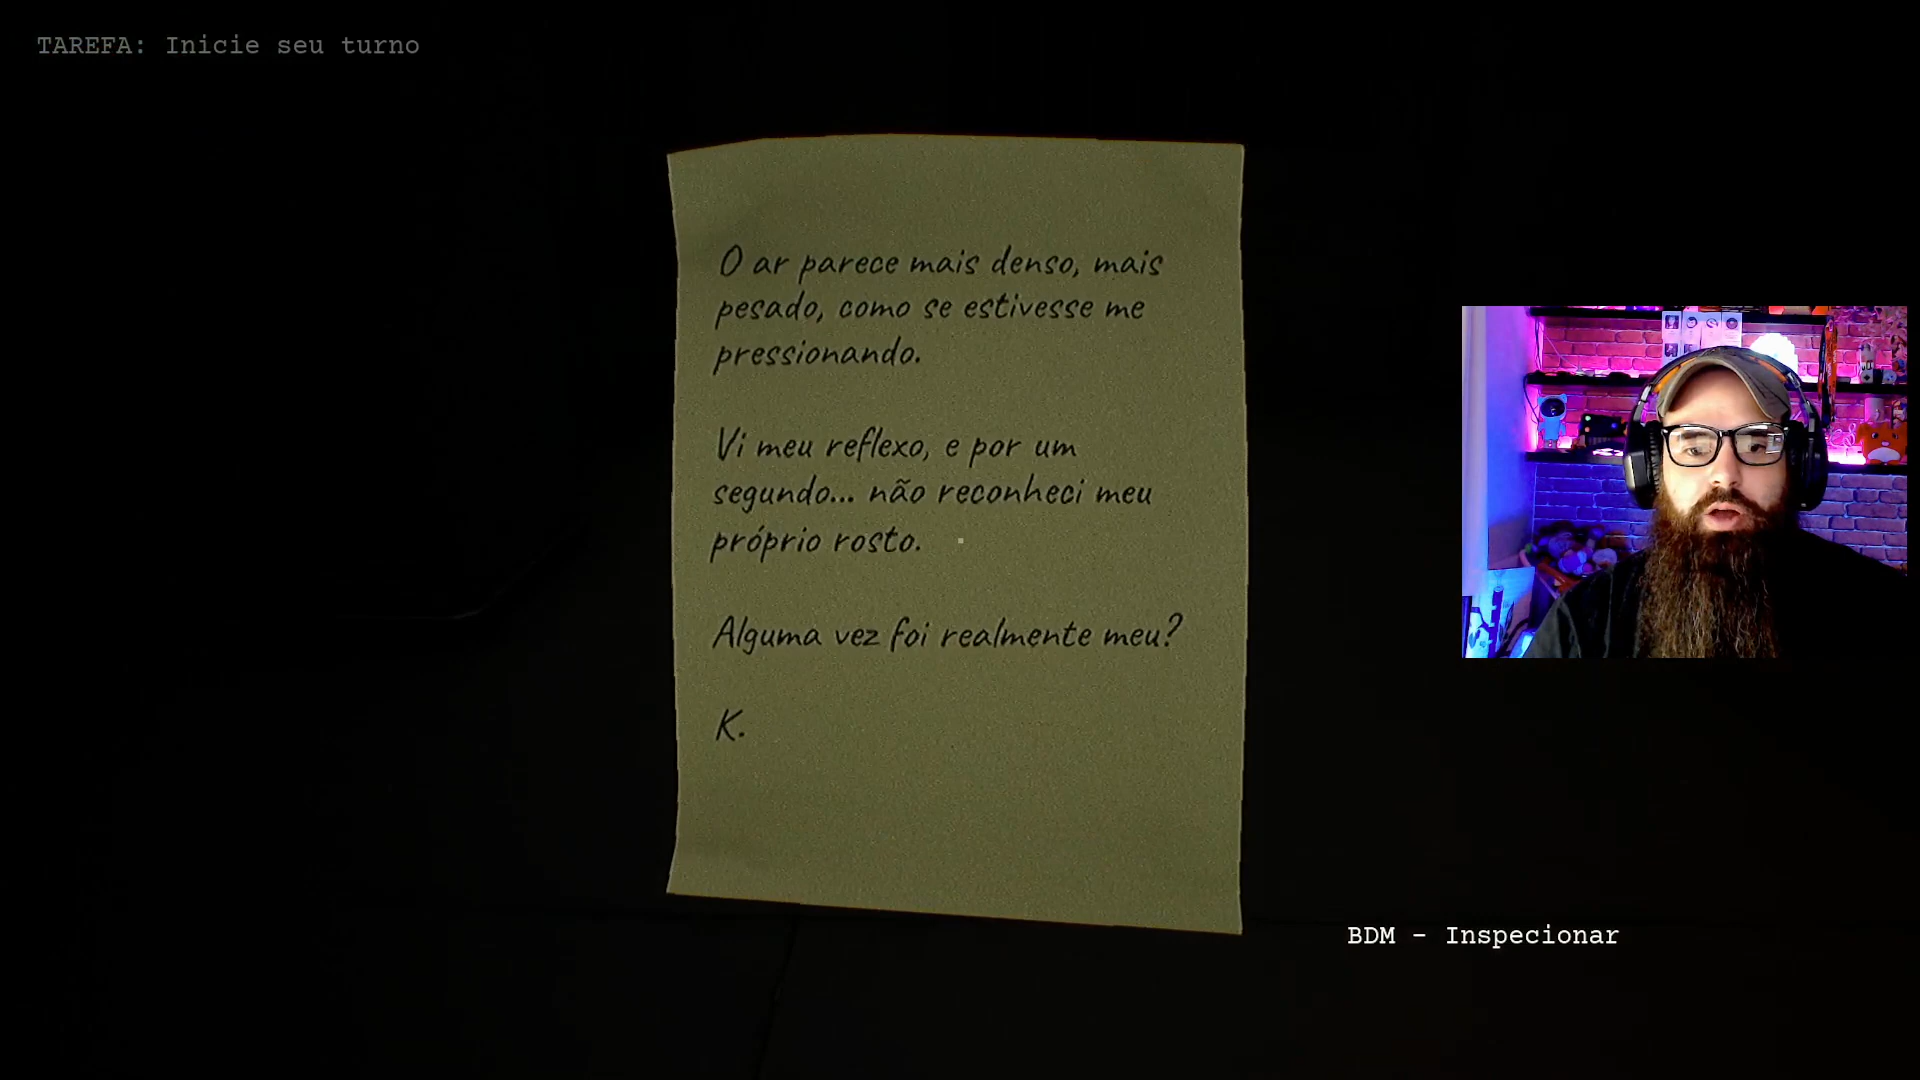 TAREFA: Inicie seu turno
O ar parece mais denso, mais
pesado, como se estivesse me
pressionando.
Vi meu reflexo, e por um
segundo... não reconheci meu
próprio rosto.
Alguma vez foi realmente meu?
K.
BDM - Inspecionar